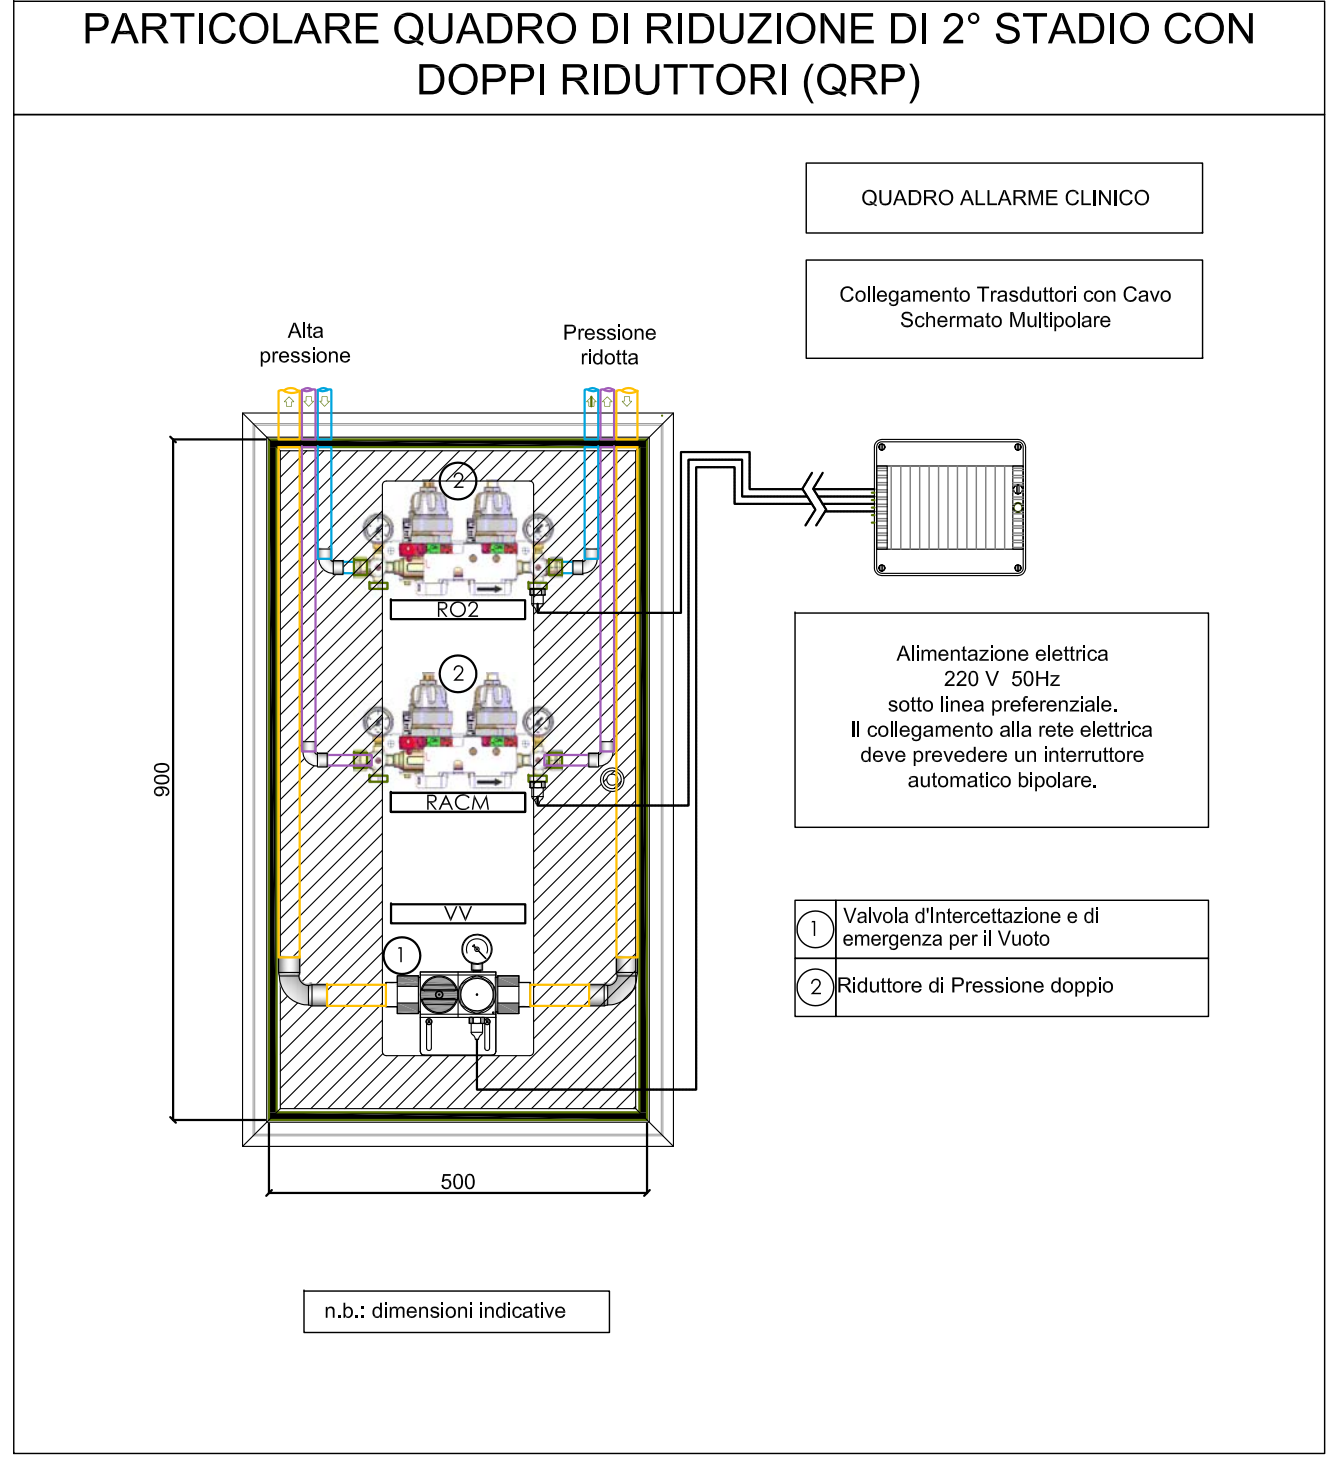 PARTICOLARE QUADRO DI RIDUZIONE DI 2° STADIO CON
DOPPI RIDUTTORI (QRP)
QUADRO ALLARME CLINICO
Collegamento Trasduttori con Cavo
Schermato Multipolare
Alta
pressione
Pressione
ridotta
2
RO2
2
RACM
VV
1
900
500
Alimentazione elettrica
220 V 50Hz
sotto linea preferenziale.
Il collegamento alla rete elettrica
deve prevedere un interruttore
automatico bipolare.
1 Valvola d'Intercettazione e di
emergenza per il Vuoto
2 Riduttore di Pressione doppio
n.b.: dimensioni indicative